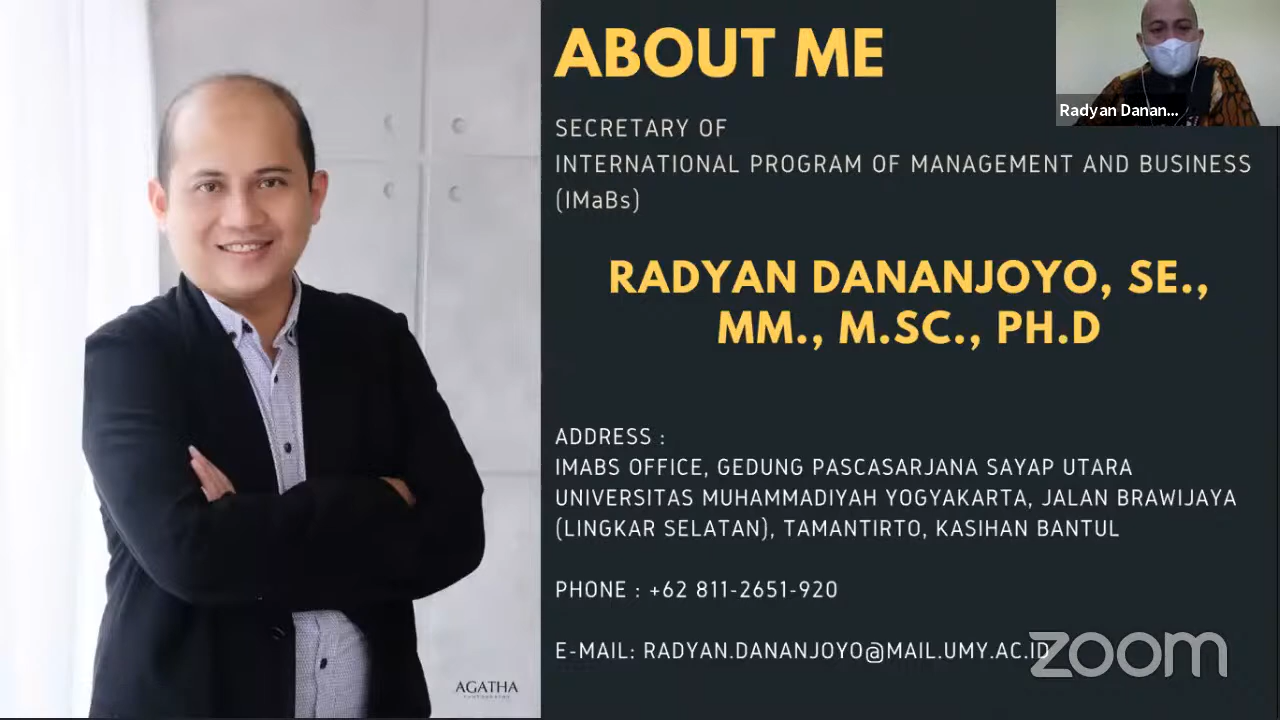 ABOUT ME
Radyan Danan...
SECRETARY OF
INTERNATIONAL PROGRAM OF MANAGEMENT AND BUSINESS
(IMaBs)
RADYAN DANANJOYO, SE.,
MM., M.SC., PH.D
ADDRESS :
IMABS OFFICE, GEDUNG PASCASARJANA SAYAP UTARA
UNIVERSITAS MUHAMMADIYAH YOGYAKARTA, JALAN BRAWIJAYA
(LINGKAR SELATAN), TAMANTIRTO, KASIHAN BANTUL
PHONE : +62 811-2651-920
E-MAIL: RADYAN.DANANJOYO@MAIL.UMY.AC.ID
zoom
AGATHA